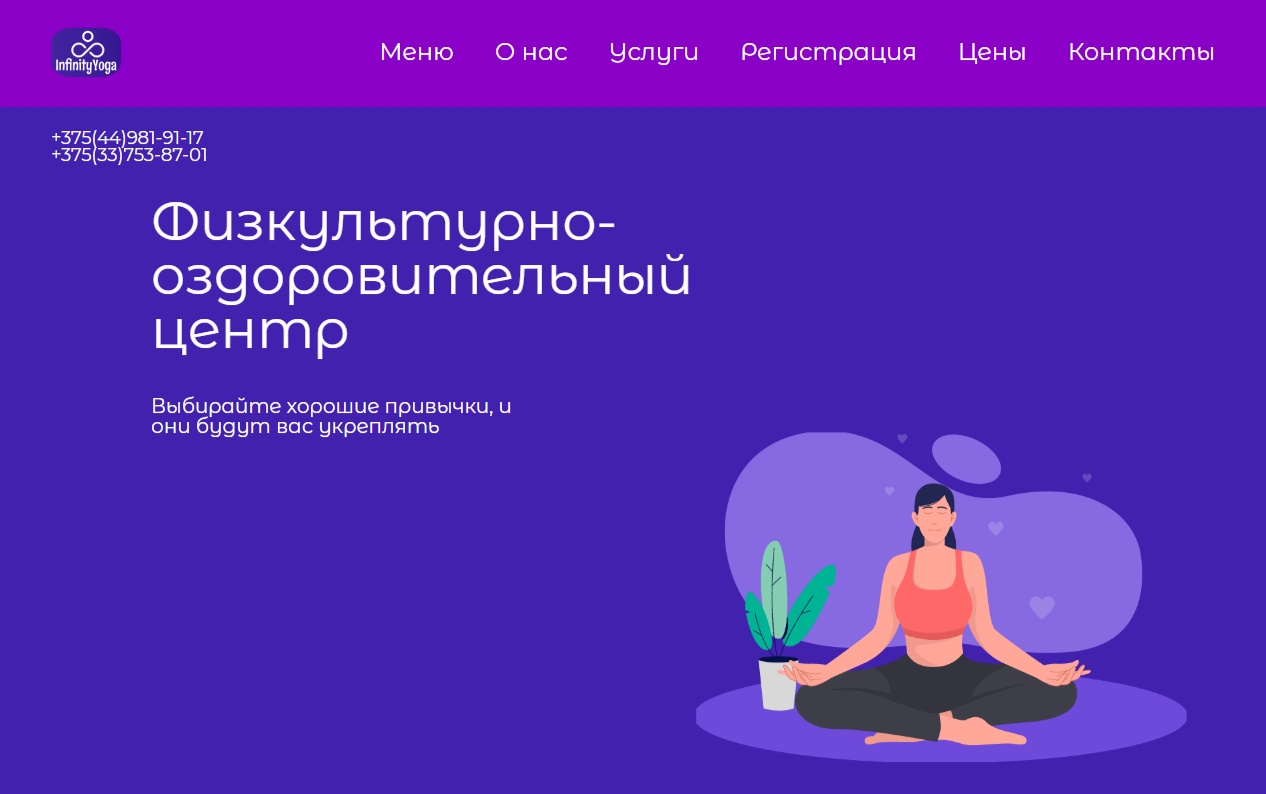 InfinityYoga
Меню О нас Услуги Регистрация Цены Контакты
+375(44)981-91-17
+375(33)753-87-01
Физкультурно-
оздоровительный
центр
Выбирайте хорошие привычки, и
они будут вас укреплять